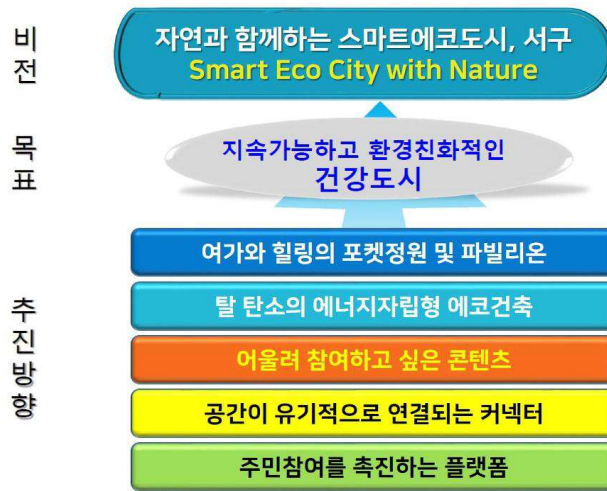 비전
자연과 함께하는 스마트에코도시, 서구
Smart Eco City with Nature
목표
지속가능하고 환경친화적인
건강도시
추진방향
여가와 힐링의 포켓정원 및 파빌리온
탈 탄소의 에너지자립형 에코건축
어울려 참여하고 싶은 콘텐츠
공간이 유기적으로 연결되는 커넥터
주민참여를 촉진하는 플랫폼